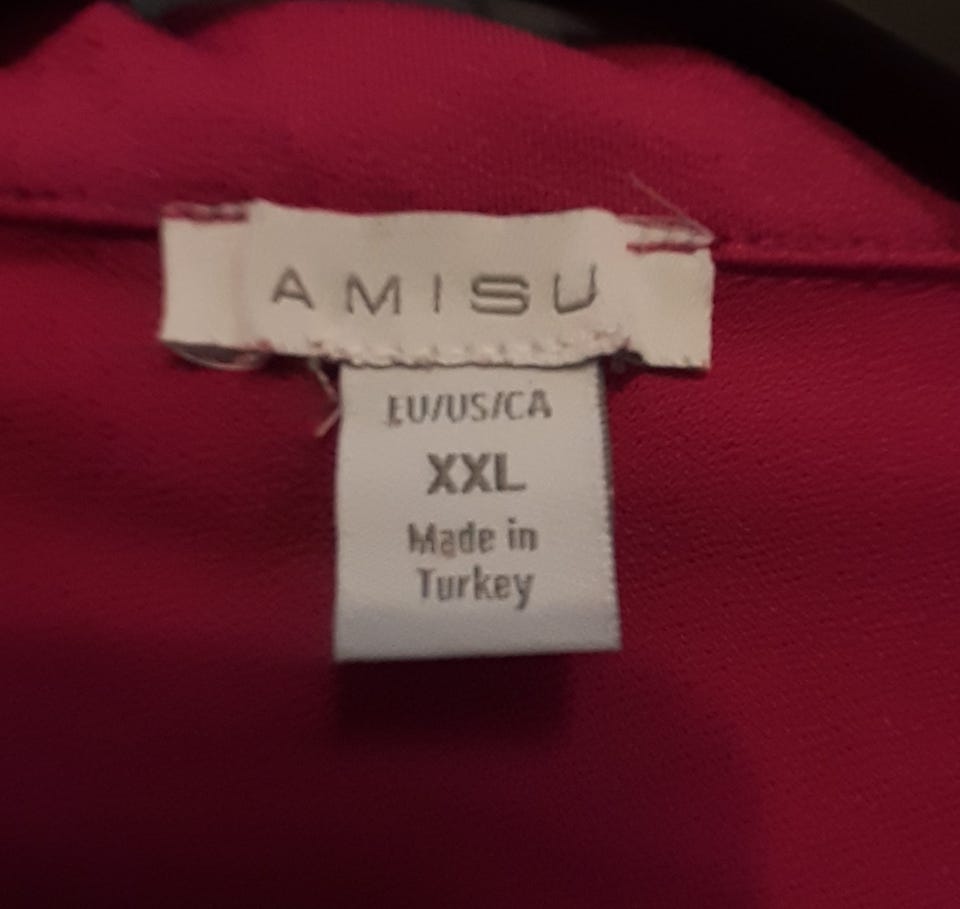 AMISU
EU/US/CA
XXL
Made in
Turkey